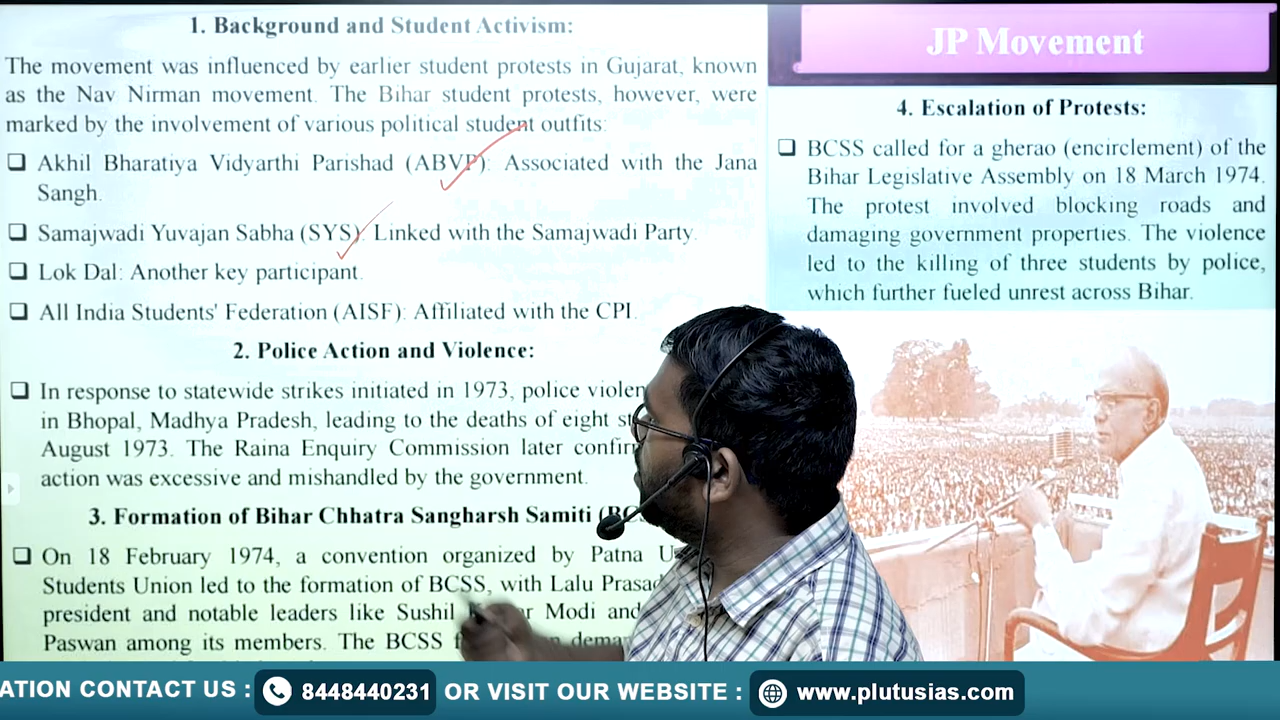 1. Background and Student Activism:
The movement was influenced by earlier student protests in Gujarat, known
as the Nav Nirman movement. The Bihar student protests, however, were
marked by the involvement of various political student outfits:
Akhil Bharatiya Vidyarthi Parishad (ABVP): Associated with the Jana
Sangh.
Samajwadi Yuvajan Sabha (SYS): Linked with the Samajwadi Party.
Lok Dal: Another key participant.
All India Students' Federation (AISF): Affiliated with the CPI.
2. Police Action and Violence:
In response to statewide strikes initiated in 1973, police
in Bhopal, Madhya Pradesh, leading to the deaths of eight
August 1973. The Raina Enquiry Commission later
action was excessive and mishandled by the government.
3. Formation of Bihar Chhatra Sangharsh Samiti
On 18 February 1974, a convention organized by Patna
Students Union led to the formation of BCSS, with Lalu Prasad
president and notable leaders like Sushil Modi and
Paswan among its members. The BCSS
JP Movement
4. Escalation of Protests:
BCSS called for a gherao (encirclement) of the
Bihar Legislative Assembly on 18 March 1974.
The protest involved blocking roads and
damaging government properties. The violence
led to the killing of three students by police,
which further fueled unrest across Bihar.
ATION CONTACT US : 8448440231 OR VISIT OUR WEBSITE : www.plutusias.com